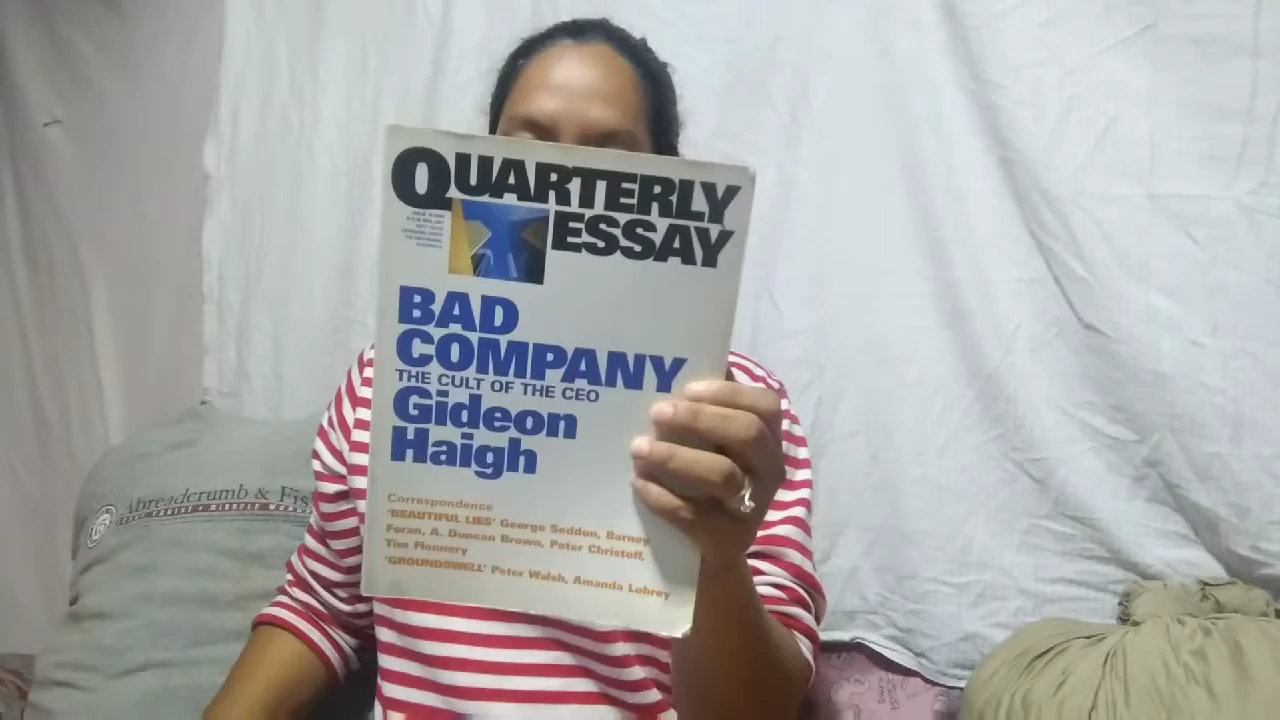 QUARTERLY
ESSAY
BAD
COMPANY
THE CULT OF THE CEO
Gideon
Haigh
Correspondence
'BEAUTIFUL LIES' George Seddon, Barney
Foran, A. Duncan Brown, Peter Christoff,
Tim Flannery
'GROUNDSWELL' Peter Walsh, Amanda Lohrey
Abreadcrumb & Fis